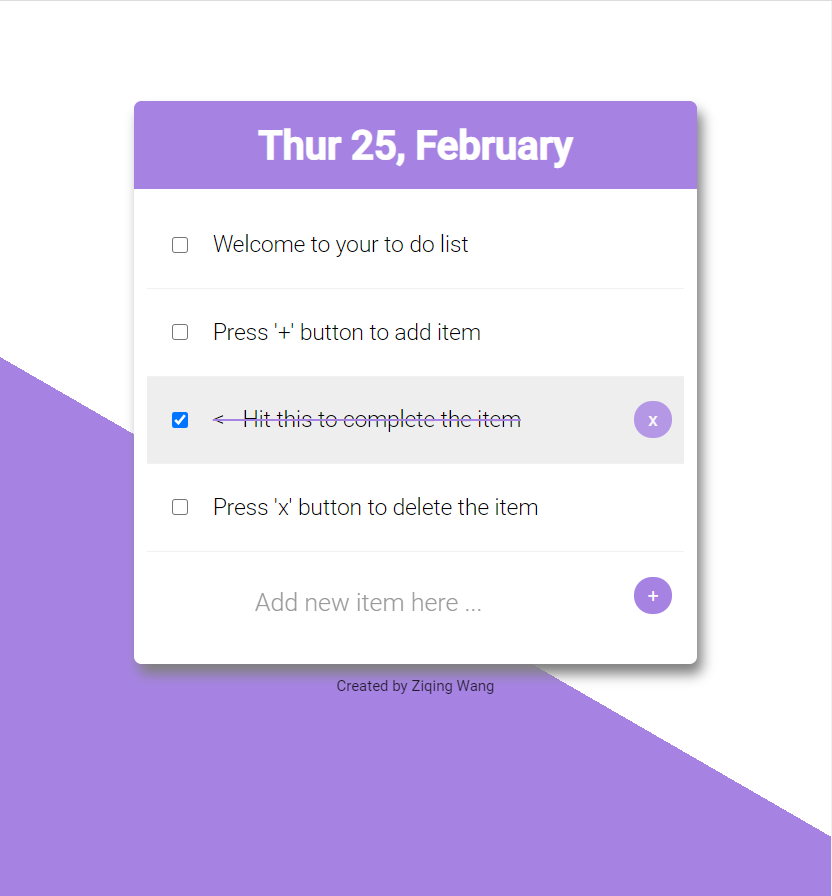 Thur 25, February
Welcome to your to do list
Press '+' button to add item
<-- Hit this to complete the item
x
Press 'x' button to delete the item
Add new item here ...
+
Created by Ziqing Wang